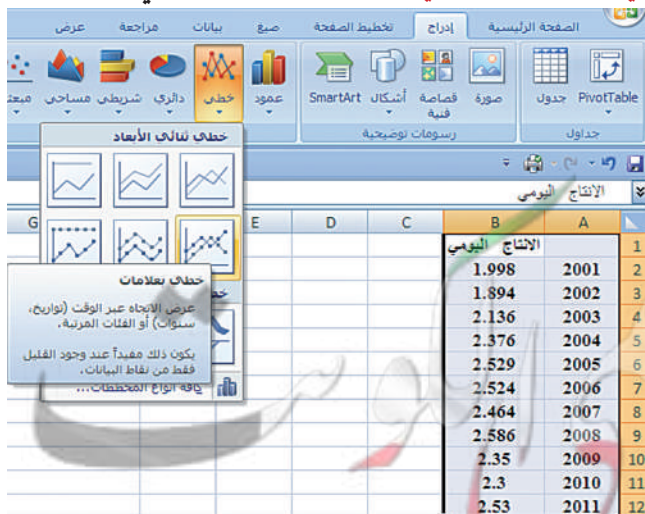 الصفحة الرئيسية إدراج تخطيط الصفحة صيغ بيانات مراجعة عرض
PivotTable جدول صورة قصاصة فنية أشكال SmartArt عمود خطي دائري شريطي مساحي
جداول رسومات توضيحية
الانتاج اليومي
خطي ثنائي الأبعاد
A B C D E G
1 الانتاج اليومي
2 2001 1.998
3 2002 1.894
4 2003 2.136
5 2004 2.376
6 2005 2.529
7 2006 2.524
8 2007 2.464
9 2008 2.586
10 2009 2.35
11 2010 2.3
12 2011 2.53
خطي بعلامات
عرض الاتجاه عبر الوقت (تواريخ،
سنوات) أو الفئات المرتبة.
يكون ذلك مفيداً عند وجود القليل
فقط من نقاط البيانات.
كافة أنواع المخططات...